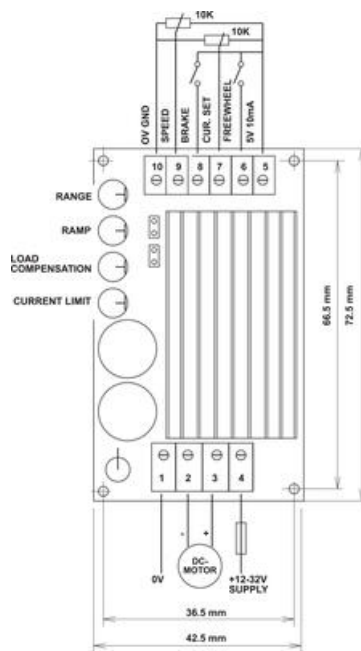 10K
10K
OV GND
SPEED
BRAKE
CUR. SET
FREEWHEEL
5V 10mA
10 9 8 7 6 5
RANGE
RAMP
LOAD
COMPENSATION
CURRENT LIMIT
66.5 mm
72.5 mm
1 2 3 4
- +
0V
DC-
MOTOR
+12-32V
SUPPLY
36.5 mm
42.5 mm